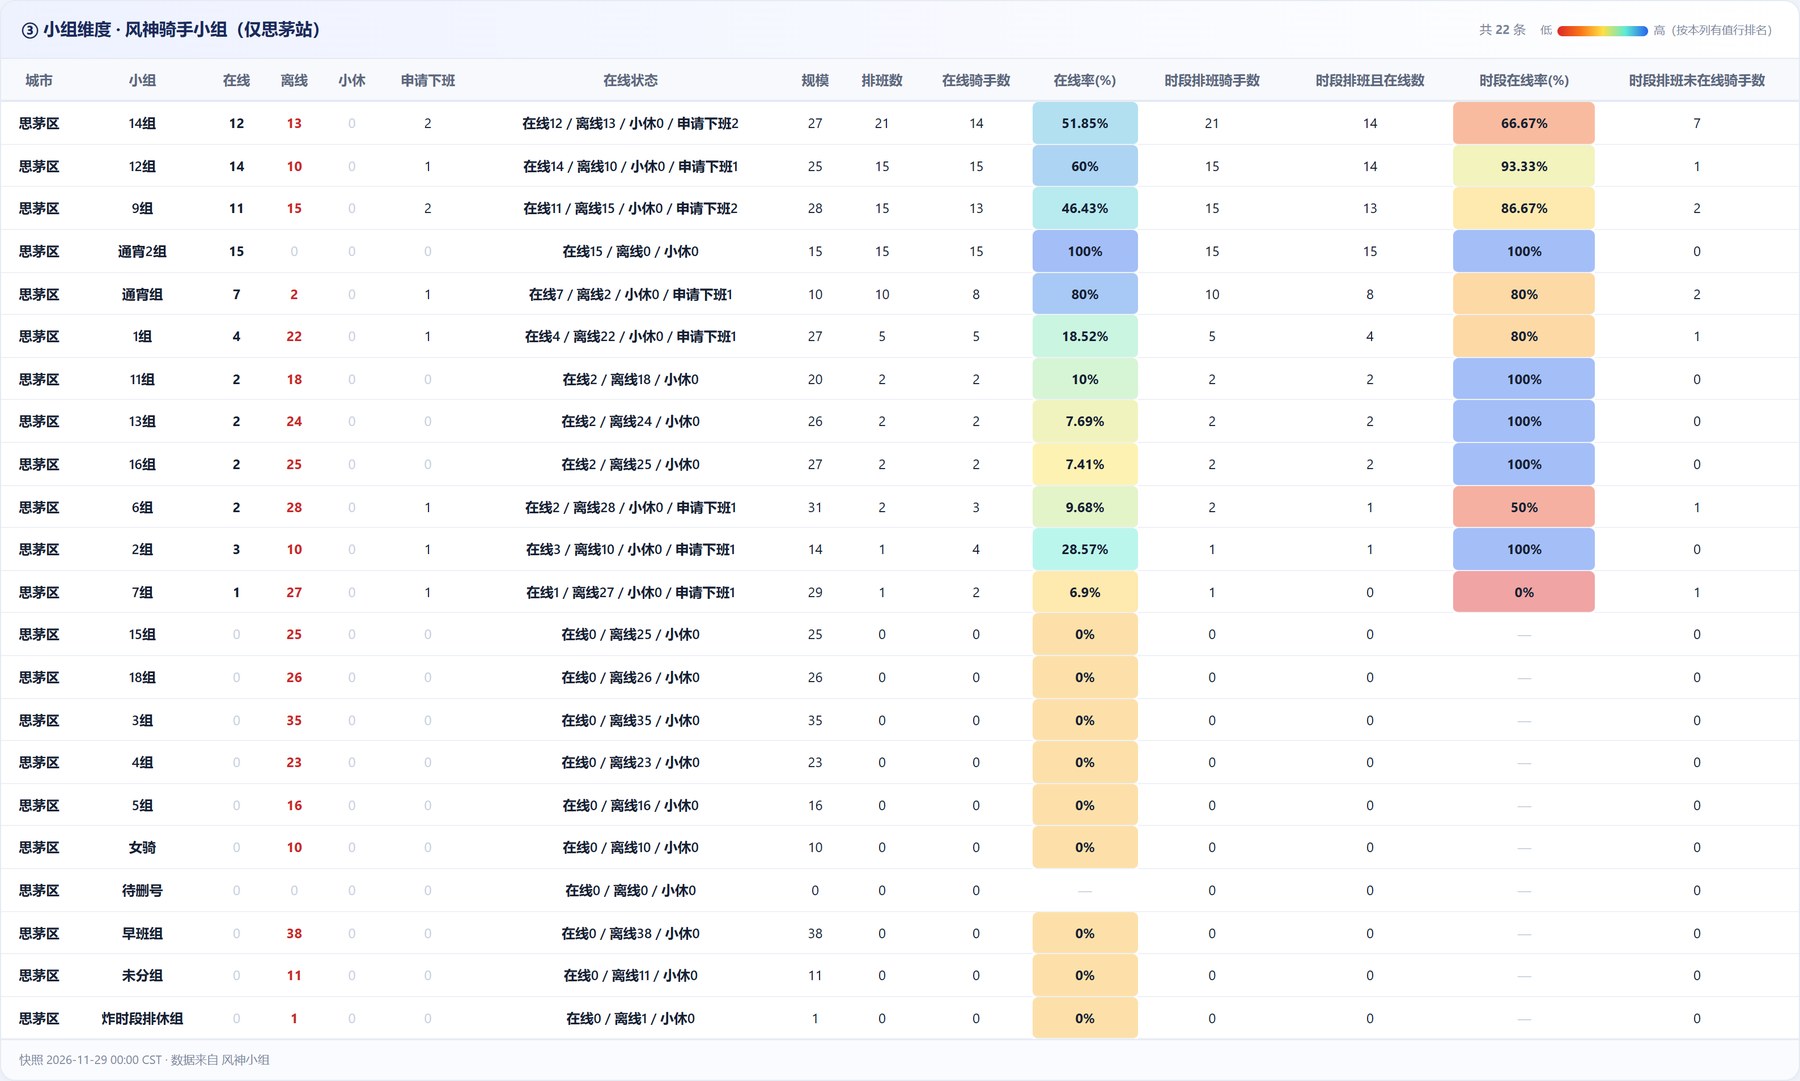 ③ 小组维度 · 风神骑手小组（仅思茅站）
共 22 条 低 高 (按本列有值行排名)
城市 小组 在线 离线 小休 申请下班 在线状态 规模 排班数 在线骑手数 在线率(%) 时段排班骑手数 时段排班且在线数 时段在线率(%) 时段排班未在线骑手数
思茅区 14组 12 13 0 2 在线12 / 离线13 / 小休0 / 申请下班2 27 21 14 51.85% 21 14 66.67% 7
思茅区 12组 14 10 0 1 在线14 / 离线10 / 小休0 / 申请下班1 25 15 15 60% 15 14 93.33% 1
思茅区 9组 11 15 0 2 在线11 / 离线15 / 小休0 / 申请下班2 28 15 13 46.43% 15 13 86.67% 2
思茅区 通宵2组 15 0 0 0 在线15 / 离线0 / 小休0 15 15 15 100% 15 15 100% 0
思茅区 通宵组 7 2 0 1 在线7 / 离线2 / 小休0 / 申请下班1 10 10 8 80% 10 8 80% 2
思茅区 1组 4 22 0 1 在线4 / 离线22 / 小休0 / 申请下班1 27 5 5 18.52% 5 4 80% 1
思茅区 11组 2 18 0 0 在线2 / 离线18 / 小休0 20 2 2 10% 2 2 100% 0
思茅区 13组 2 24 0 0 在线2 / 离线24 / 小休0 26 2 2 7.69% 2 2 100% 0
思茅区 16组 2 25 0 0 在线2 / 离线25 / 小休0 27 2 2 7.41% 2 2 100% 0
思茅区 6组 2 28 0 1 在线2 / 离线28 / 小休0 / 申请下班1 31 2 3 9.68% 2 1 50% 1
思茅区 2组 3 10 0 1 在线3 / 离线10 / 小休0 / 申请下班1 14 1 4 28.57% 1 1 100% 0
思茅区 7组 1 27 0 1 在线1 / 离线27 / 小休0 / 申请下班1 29 1 2 6.9% 1 0 0% 1
思茅区 15组 0 25 0 0 在线0 / 离线25 / 小休0 25 0 0 0% 0 0 — 0
思茅区 18组 0 26 0 0 在线0 / 离线26 / 小休0 26 0 0 0% 0 0 — 0
思茅区 3组 0 35 0 0 在线0 / 离线35 / 小休0 35 0 0 0% 0 0 — 0
思茅区 4组 0 23 0 0 在线0 / 离线23 / 小休0 23 0 0 0% 0 0 — 0
思茅区 5组 0 16 0 0 在线0 / 离线16 / 小休0 16 0 0 0% 0 0 — 0
思茅区 女骑 0 10 0 0 在线0 / 离线10 / 小休0 10 0 0 0% 0 0 — 0
思茅区 待删号 0 0 0 0 在线0 / 离线0 / 小休0 0 0 0 — 0 0 — 0
思茅区 早班组 0 38 0 0 在线0 / 离线38 / 小休0 38 0 0 0% 0 0 — 0
思茅区 未分组 0 11 0 0 在线0 / 离线11 / 小休0 11 0 0 0% 0 0 — 0
思茅区 炸时段排休组 0 1 0 0 在线0 / 离线1 / 小休0 1 0 0 0% 0 0 — 0
快照 2026-11-29 00:00 CST · 数据来自 风神小组